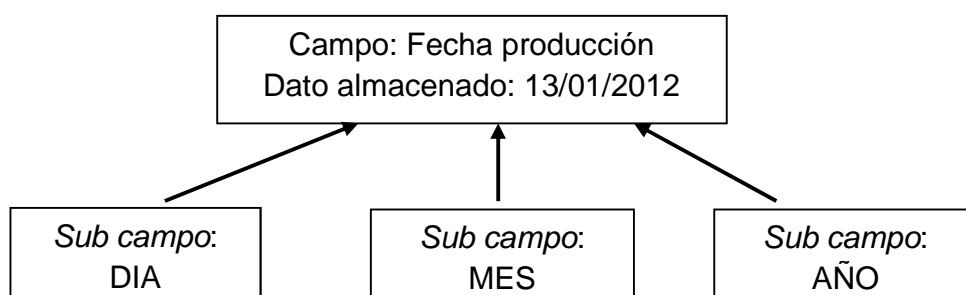 Campo: Fecha producción
Dato almacenado: 13/01/2012
Sub campo:
DIA
Sub campo:
MES
Sub campo:
AÑO